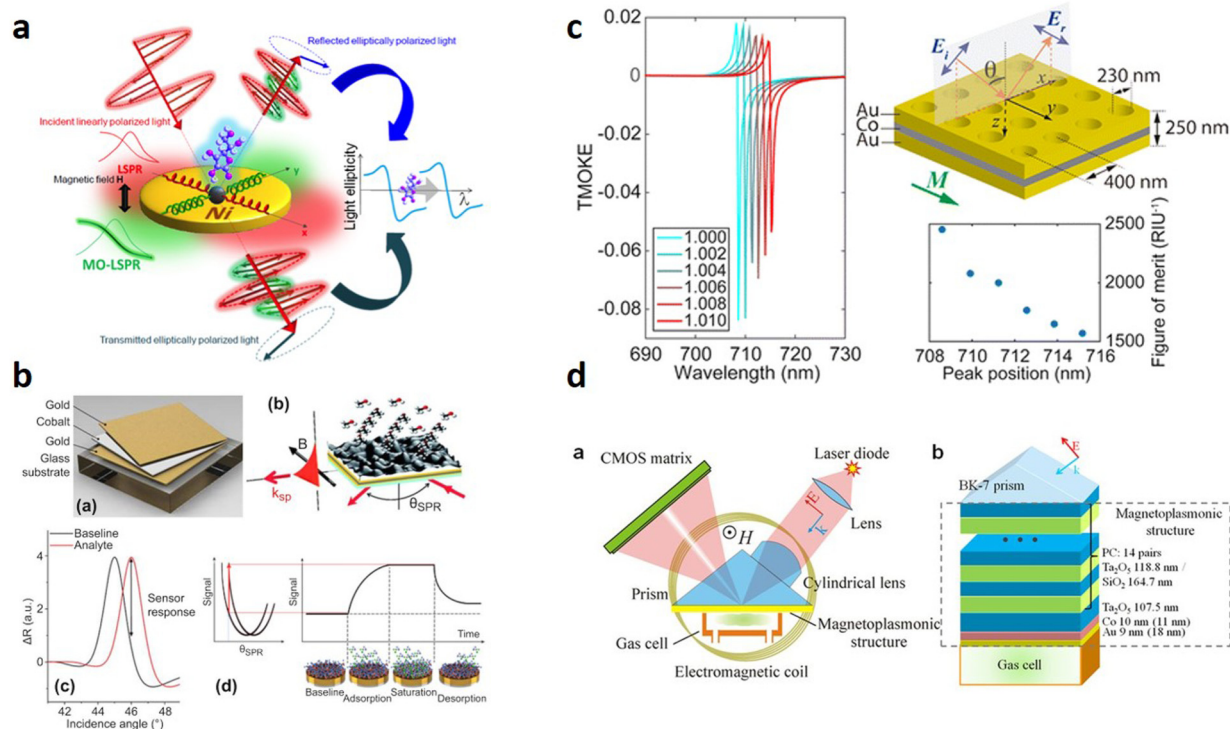 a
Reflected elliptically polarized light
Incident linearly polarized light
LSPR
Magnetic field H
Ni
y
x
MO-LSPR
Light ellipticity
λ
Transmitted elliptically polarized light
b
Gold
Cobalt
Gold
Glass
substrate
(a)
(b)
B
k_sp
θ_SPR
Baseline
Analyte
4
2
0
ΔR (a.u.)
Sensor
response
(c)
42
44
46
48
Incidence angle (°)
Signal
θ_SPR
(d)
Signal
Time
Baseline
Adsorption
Saturation
Desorption
c
0.02
0
-0.02
-0.04
-0.06
-0.08
TMOKE
1.000
1.002
1.004
1.006
1.008
1.010
690
700
710
720
730
Wavelength (nm)
E_i
E_r
θ
x
y
z
230 nm
Au
Co
Au
250 nm
400 nm
M
2500
2000
1500
Figure of merit (RIU⁻¹)
708
710
712
714
716
Peak position (nm)
d
a
CMOS matrix
Laser diode
E
k
Lens
H
Cylindrical lens
Prism
Magnetoplasmonic
structure
Gas cell
Electromagnetic coil
b
E
k
BK-7 prism
Magnetoplasmonic
structure
PC: 14 pairs
Ta₂O₅ 118.8 nm /
SiO₂ 164.7 nm
Ta₂O₅ 107.5 nm
Co 10 nm (11 nm)
Au 9 nm (18 nm)
Gas cell